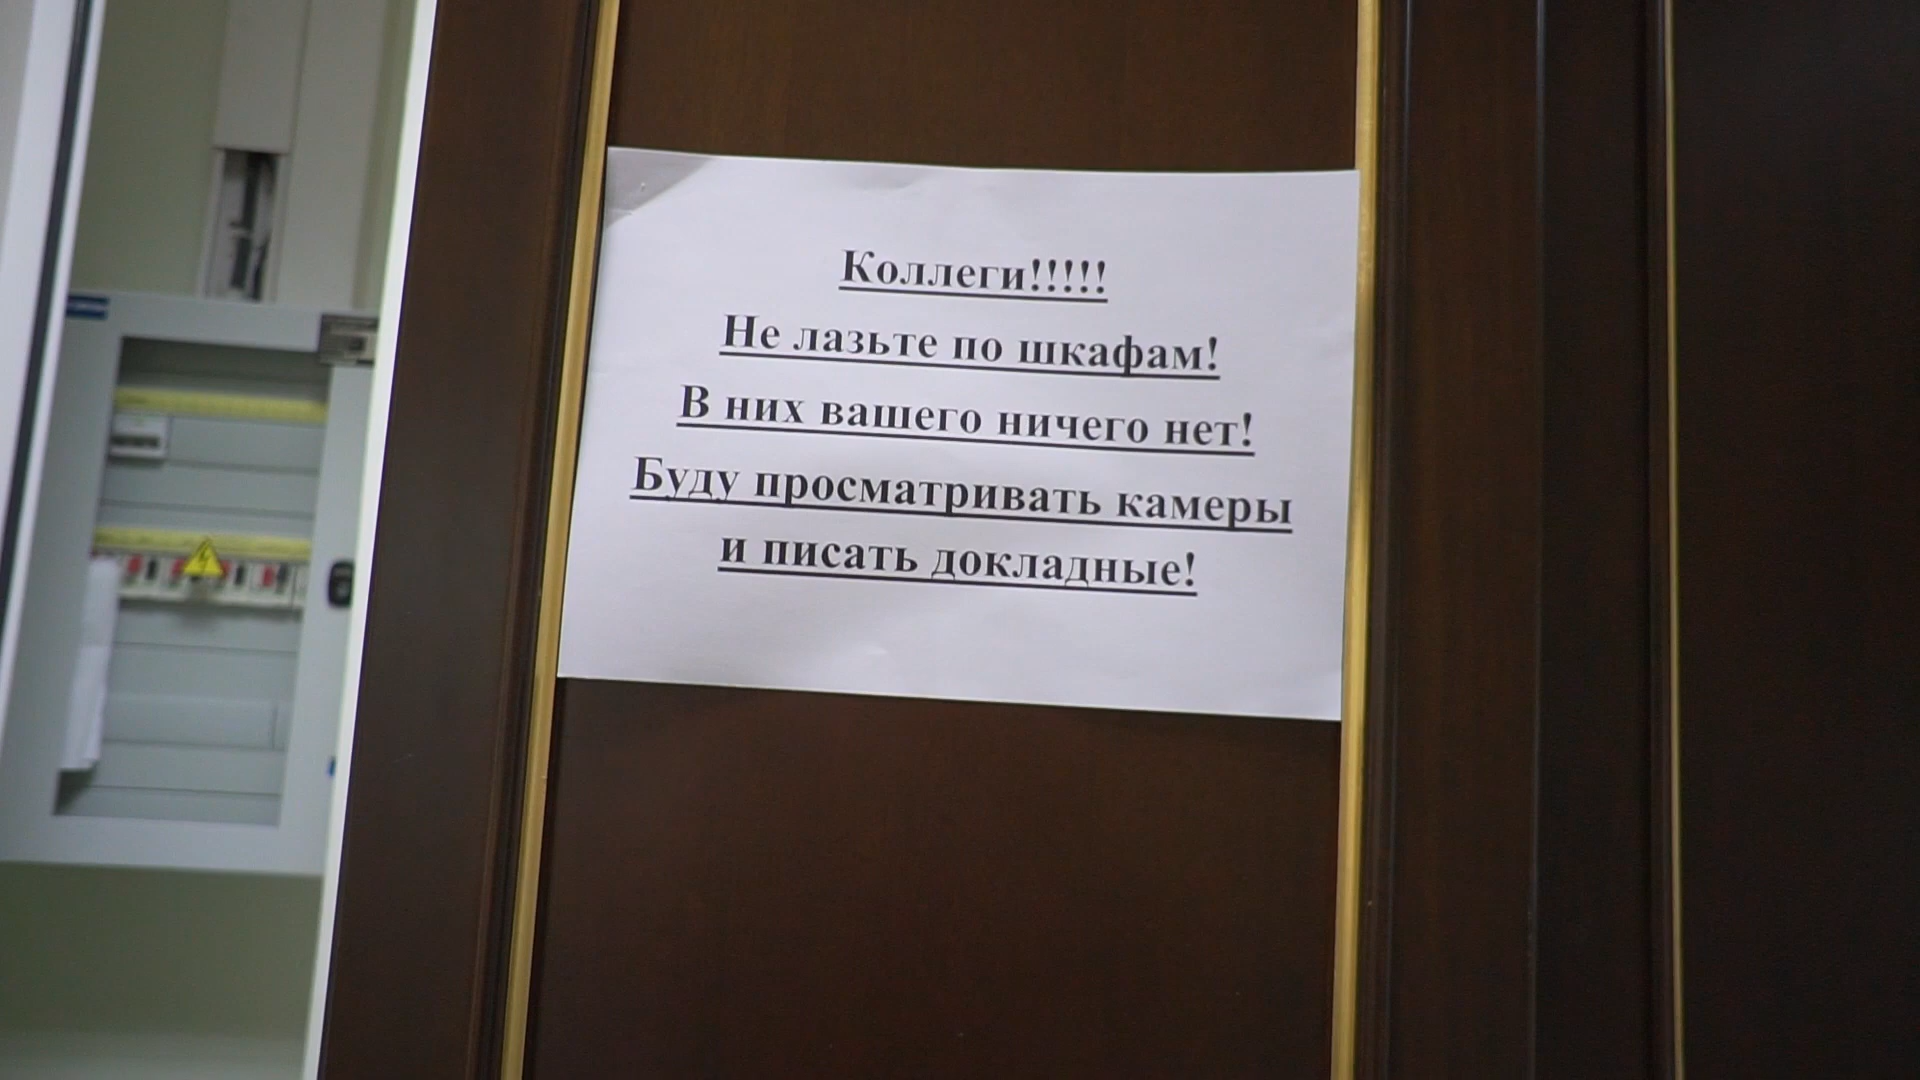 Коллеги!!!!!
Не лазьте по шкафам!
В них вашего ничего нет!
Буду просматривать камеры
и писать докладные!